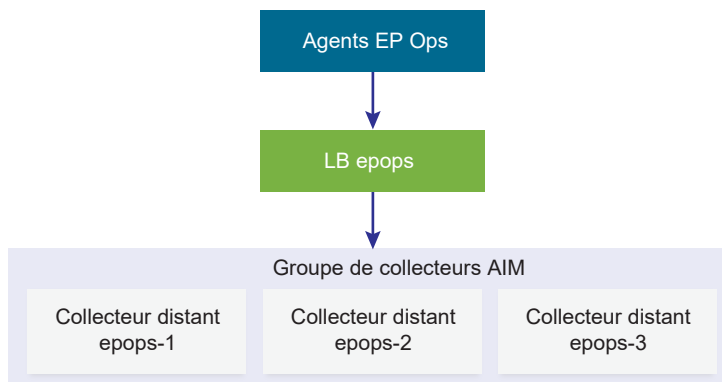 Agents EP Ops
LB epops
Groupe de collecteurs AIM
Collecteur distant
epops-1
Collecteur distant
epops-2
Collecteur distant
epops-3